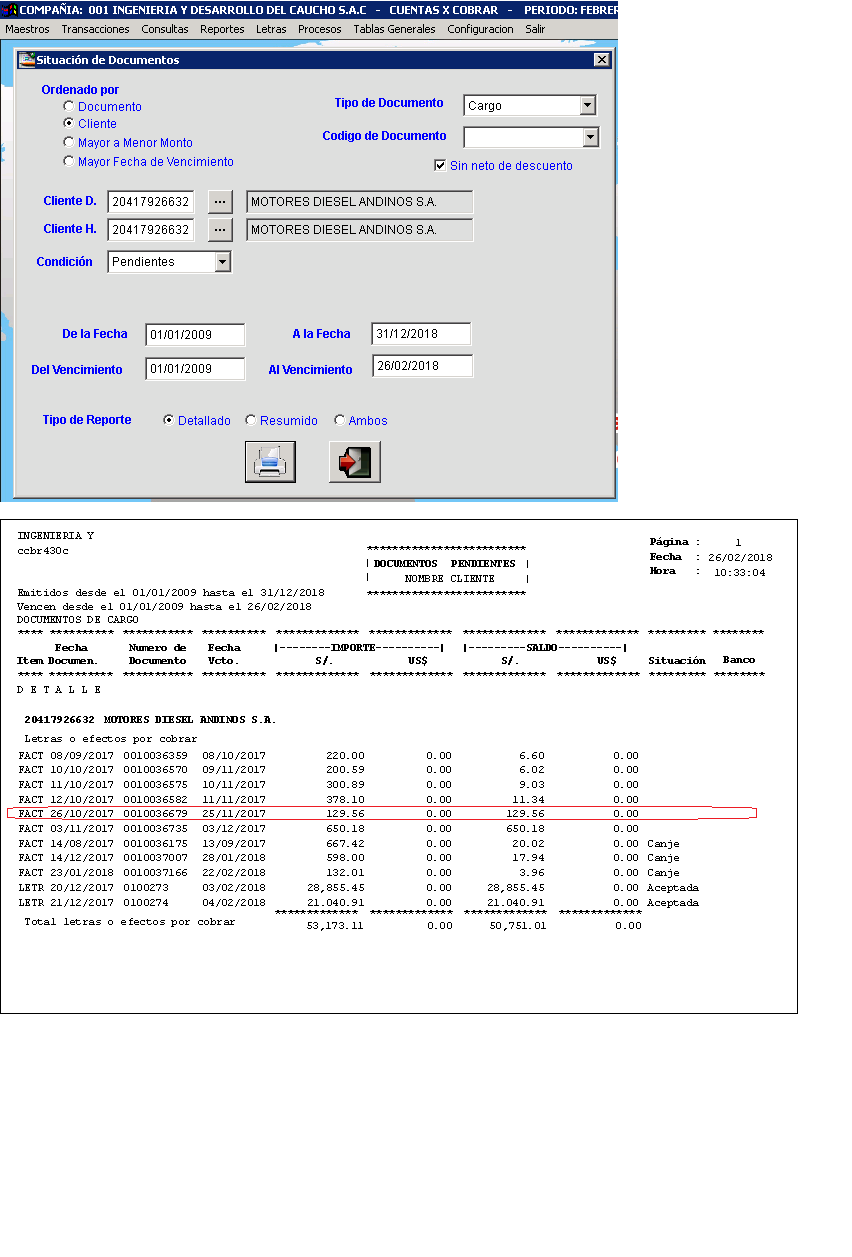 COMPAÑIA: 001 INGENIERIA Y DESARROLLO DEL CAUCHO S.A.C - CUENTAS X COBRAR - PERIODO: FEBRER
Maestros Transacciones Consultas Reportes Letras Procesos Tablas Generales Configuracion Salir
Situación de Documentos
Ordenado por
Documento
Cliente
Mayor a Menor Monto
Mayor Fecha de Vencimiento
Tipo de Documento Cargo
Codigo de Documento
Sin neto de descuento
Cliente D. 20417926632 ... MOTORES DIESEL ANDINOS S.A.
Cliente H. 20417926632 ... MOTORES DIESEL ANDINOS S.A.
Condición Pendientes
De la Fecha 01/01/2009 A la Fecha 31/12/2018
Del Vencimiento 01/01/2009 Al Vencimiento 26/02/2018
Tipo de Reporte Detallado Resumido Ambos
INGENIERIA Y Página : 1
ccbr430c Fecha : 26/02/2018
************************* Hora : 10:33:04
| DOCUMENTOS PENDIENTES |
| NOMBRE CLIENTE |
*************************
Emitidos desde el 01/01/2009 hasta el 31/12/2018
Vencen desde el 01/01/2009 hasta el 26/02/2018
DOCUMENTOS DE CARGO
**** ********** *********** ********** ************* ************* ************* ************* ********* ********
Fecha Numero de Fecha |--------IMPORTE----------| |---------SALDO----------|
Item Documen. Documento Vcto. S/. US$ S/. US$ Situación Banco
**** ********** *********** ********** ************* ************* ************* ************* ********* ********
D E T A L L E
20417926632 MOTORES DIESEL ANDINOS S.A.
Letras o efectos por cobrar
FACT 08/09/2017 0010036359 08/10/2017 220.00 0.00 6.60 0.00
FACT 10/10/2017 0010036570 09/11/2017 200.59 0.00 6.02 0.00
FACT 11/10/2017 0010036575 10/11/2017 300.89 0.00 9.03 0.00
FACT 12/10/2017 0010036582 11/11/2017 378.10 0.00 11.34 0.00
FACT 26/10/2017 0010036679 25/11/2017 129.56 0.00 129.56 0.00
FACT 03/11/2017 0010036735 03/12/2017 650.18 0.00 650.18 0.00
FACT 14/08/2017 0010036175 13/09/2017 667.42 0.00 20.02 0.00 Canje
FACT 14/12/2017 0010037007 28/01/2018 598.00 0.00 17.94 0.00 Canje
FACT 23/01/2018 0010037166 22/02/2018 132.01 0.00 3.96 0.00 Canje
LETR 20/12/2017 0100273 03/02/2018 28,855.45 0.00 28,855.45 0.00 Aceptada
LETR 21/12/2017 0100274 04/02/2018 21.040.91 0.00 21.040.91 0.00 Aceptada
************* ************* ************* *************
Total letras o efectos por cobrar 53,173.11 0.00 50,751.01 0.00